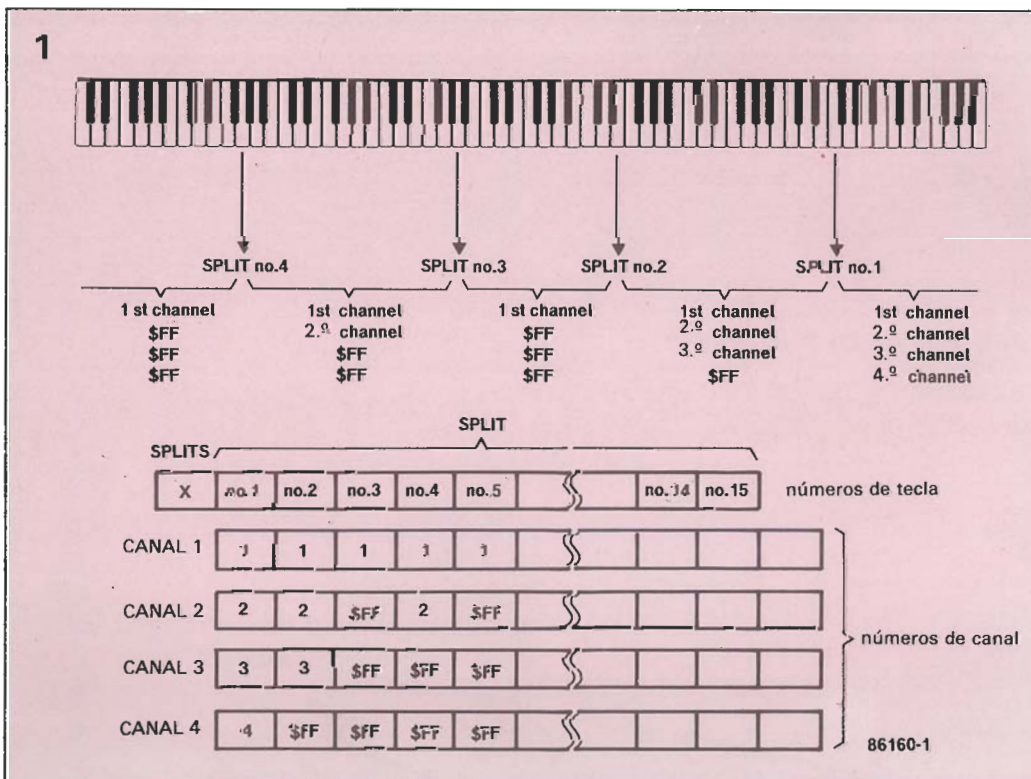 1
SPLIT no.4 SPLIT no.3 SPLIT no.2 SPLIT no.1
1 st channel 1st channel 1 st channel 1st channel 1st channel
$FF 2.º channel $FF 2.º channel 2.º channel
$FF $FF $FF 3.º channel 3.º channel
$FF $FF $FF $FF 4.º channel
SPLIT
SPLITS
X no.1 no.2 no.3 no.4 no.5 no.14 no.15 números de tecla
CANAL 1 1 1 1 1 1
CANAL 2 2 2 $FF 2 $FF
números de canal
CANAL 3 3 3 $FF $FF $FF
CANAL 4 4 $FF $FF $FF $FF
86160-1